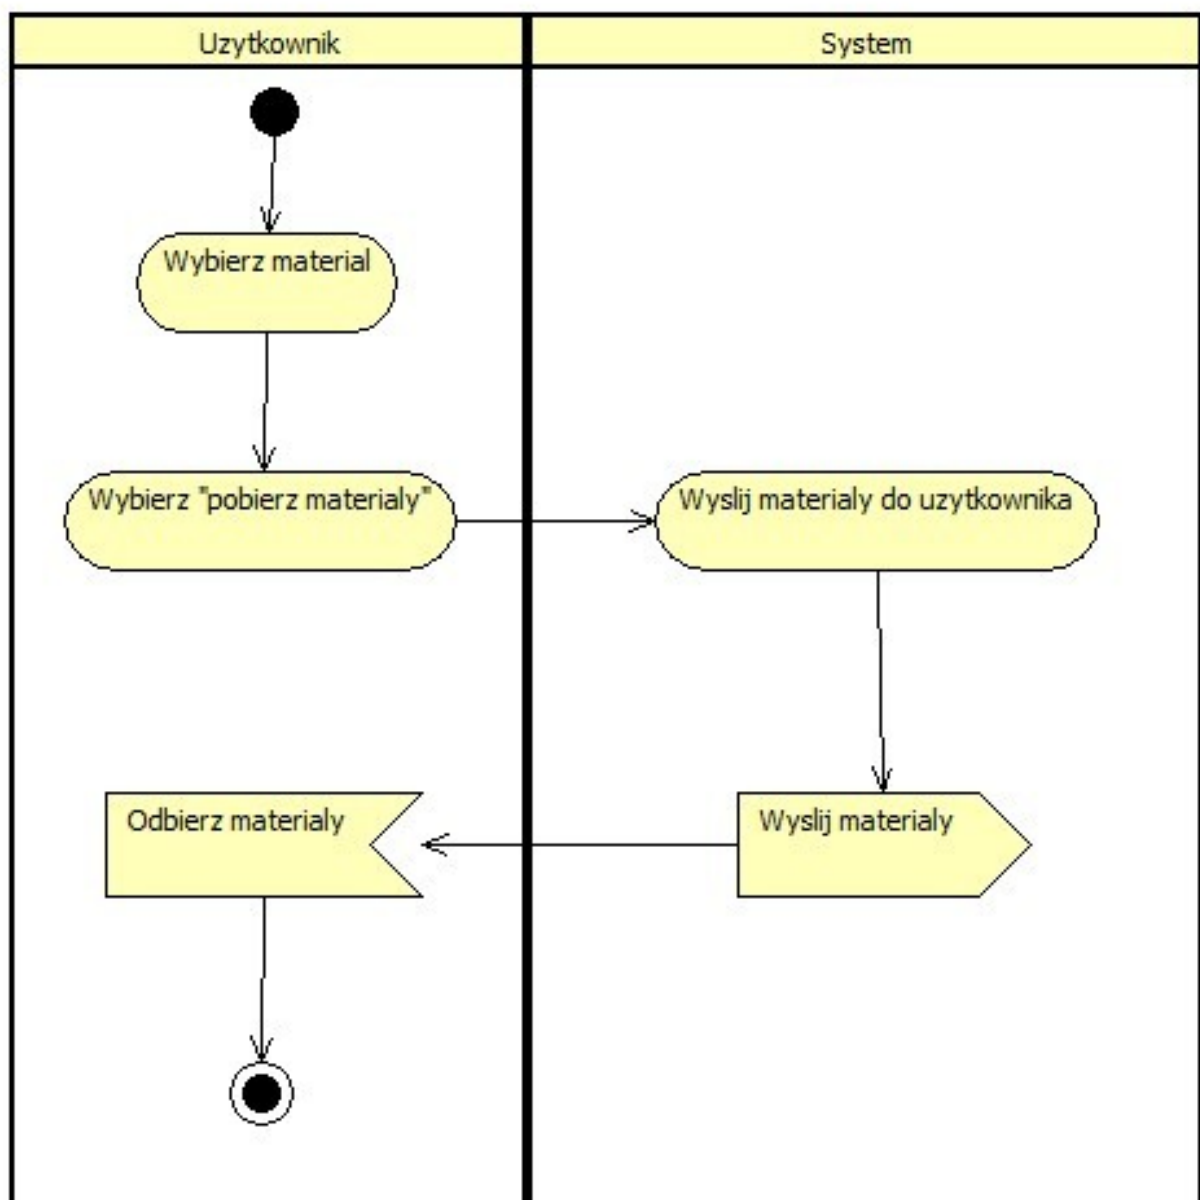 Uzytkownik
System
Wybierz material
Wybierz "pobierz materialy"
Wyslij materialy do uzytkownika
Odbierz materialy
Wyslij materialy